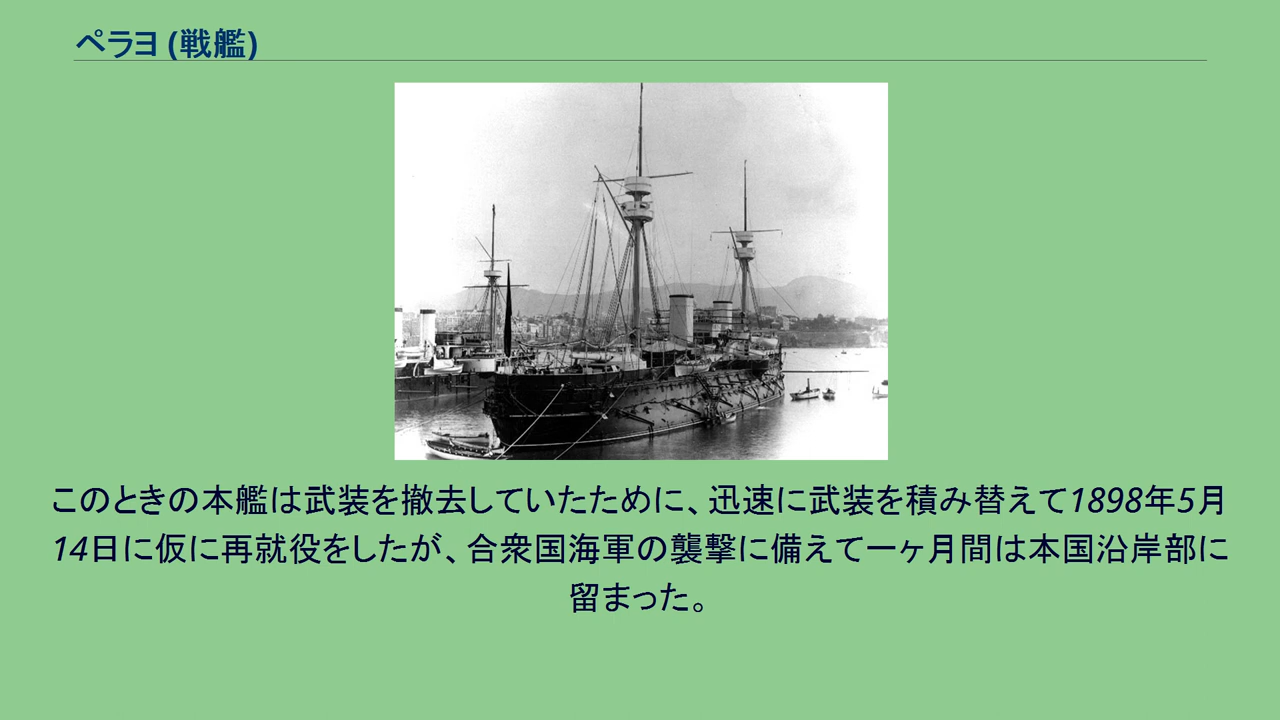 ペラヨ (戦艦)
このときの本艦は武装を撤去していたために、迅速に武装を積み替えて1898年5月
14日に仮に再就役をしたが、合衆国海軍の襲撃に備えて一ヶ月間は本国沿岸部に
留まった。